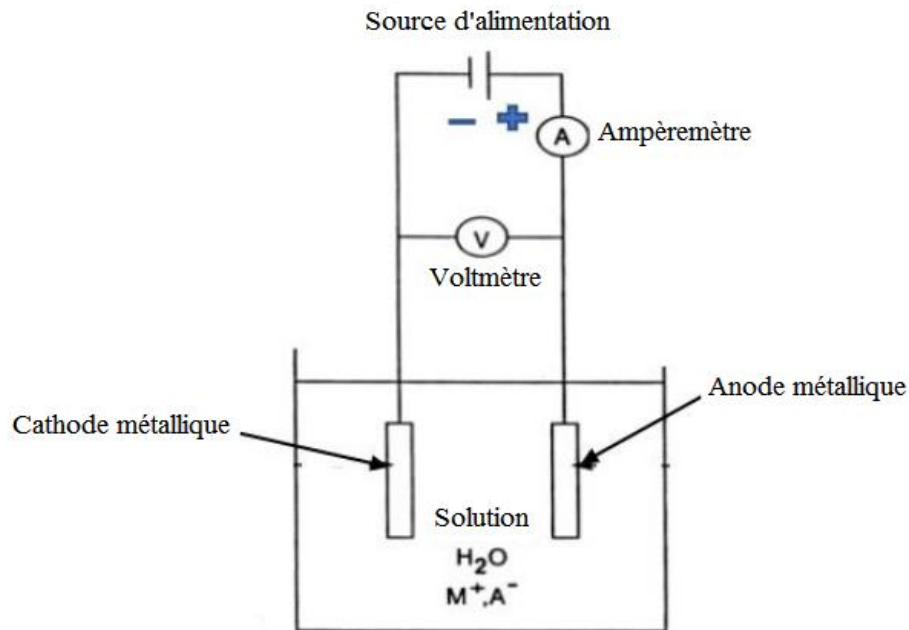 Source d'alimentation
− +
A
Ampèremètre
V
Voltmètre
Anode métallique
Cathode métallique
Solution
H₂O
M⁺,A⁻